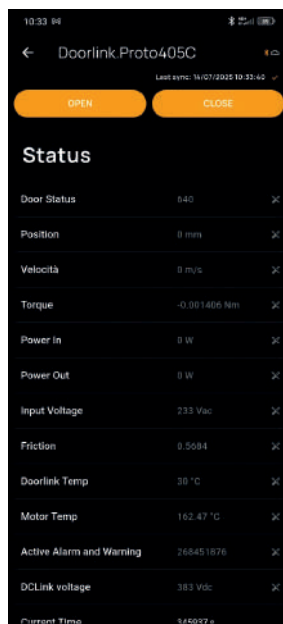 10:33
Doorlink.Proto405C
Last sync: 14/07/2025 10:33:40
OPEN
CLOSE
Status
Door Status 640
Position 0 mm
Velocità 0 m/s
Torque -0.001406 Nm
Power In 0 W
Power Out 0 W
Input Voltage 233 Vac
Friction 0.5684
Doorlink Temp 30 °C
Motor Temp 162.47 °C
Active Alarm and Warning 268451876
DCLink voltage 383 Vdc
Current Time 345937 s